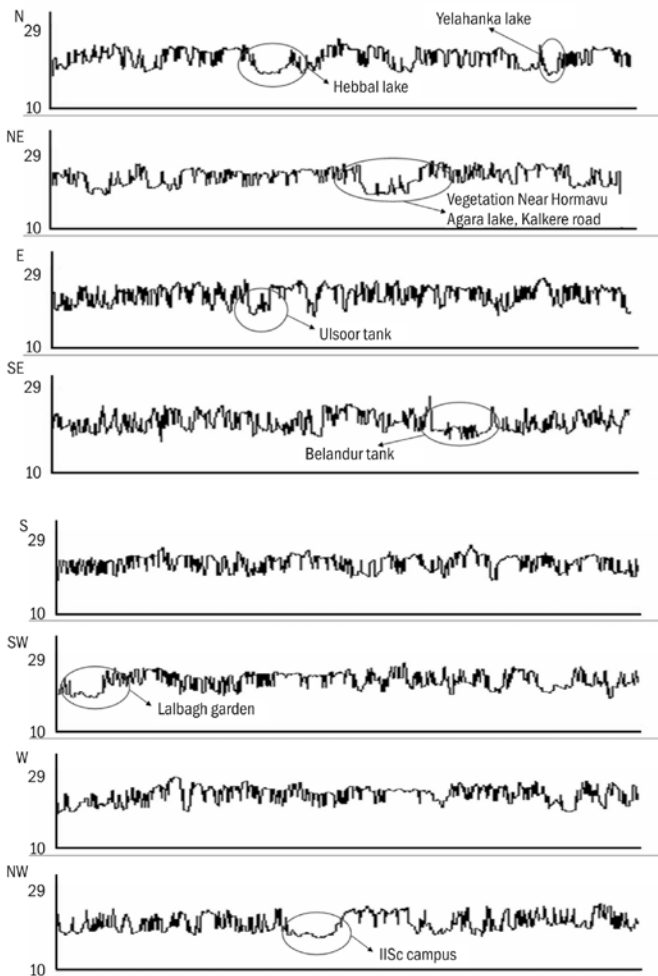 N
Yelahanka lake
29
Hebbal lake
10
NE
29
Vegetation Near Hormavu
Agara lake, Kalkere road
10
E
29
Ulsoor tank
10
SE
29
Belandur tank
10
S
29
10
SW
29
Lalbagh garden
10
W
29
10
NW
29
IISc campus
10